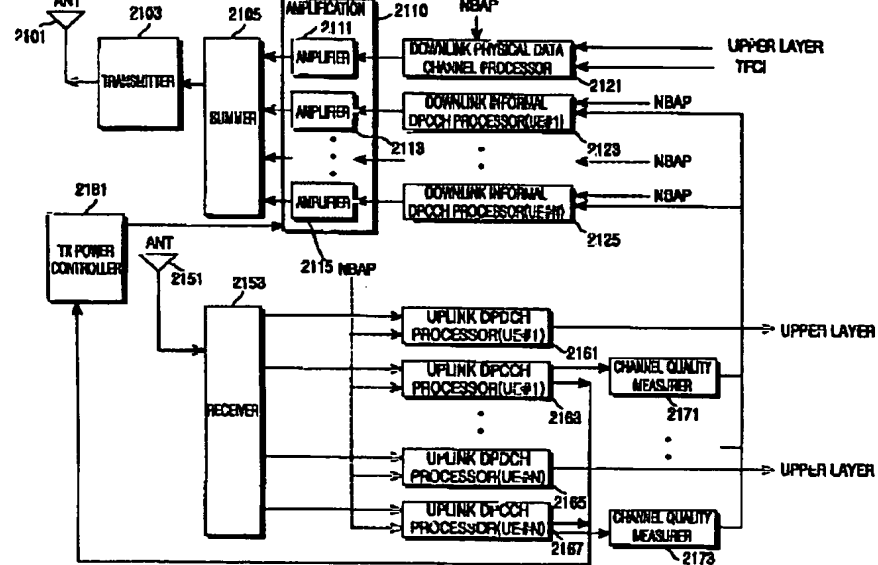 ANT
2101
2103
TRANSMITTER
2105
SUMMER
AMPLIFICATION
2110
2111
AMPLIFIER
AMPLIFIER
2113
AMPLIFIER
2115
NBAP
DOWNLINK PHYSICAL DATA
CHANNEL PROCESSOR
2121
UPPER LAYER
TFCI
DOWNLINK INFORMAL
DPCCH PROCESSOR(UE#1)
2123
NBAP
NBAP
DOWNLINK INFORMAL
DPCCH PROCESSOR(UE#N)
2125
NBAP
2181
TX POWER
CONTROLLER
ANT
2151
2153
RECEIVER
NBAP
UPLINK DPDCH
PROCESSOR(UE#1)
2161
UPPER LAYER
UPLINK DPCCH
PROCESSOR(UE#1)
2163
CHANNEL QUALITY
MEASURER
2171
UPLINK DPDCH
PROCESSOR(UE#N)
2165
UPPER LAYER
UPLINK DPCCH
PROCESSOR(UE#N)
2167
CHANNEL QUALITY
MEASURER
2173